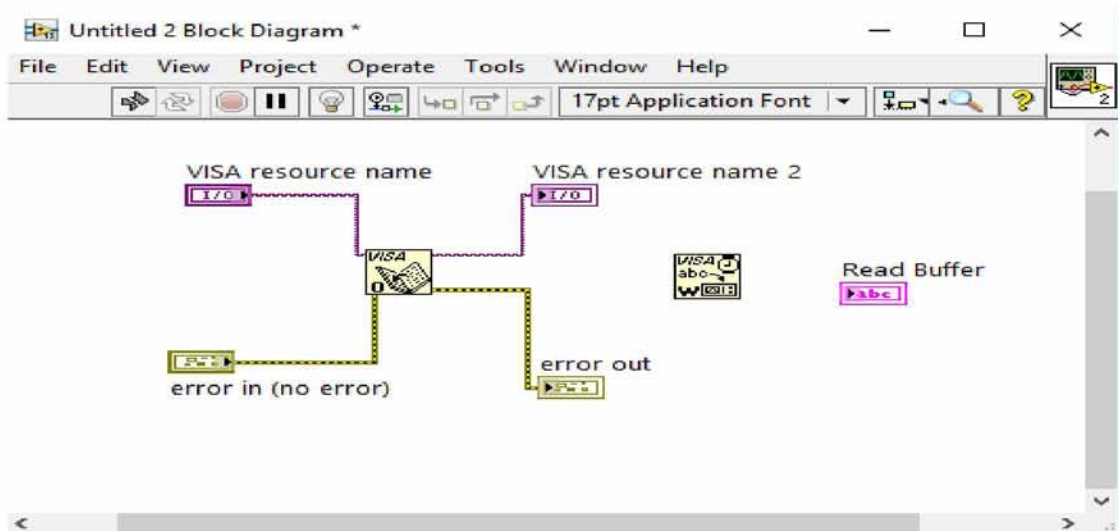 Untitled 2 Block Diagram *
File Edit View Project Operate Tools Window Help
17pt Application Font
2
VISA resource name
VISA resource name 2
I/O
I/O
VISA
O
VISA
abc
W
Read Buffer
abc
error out
error in (no error)